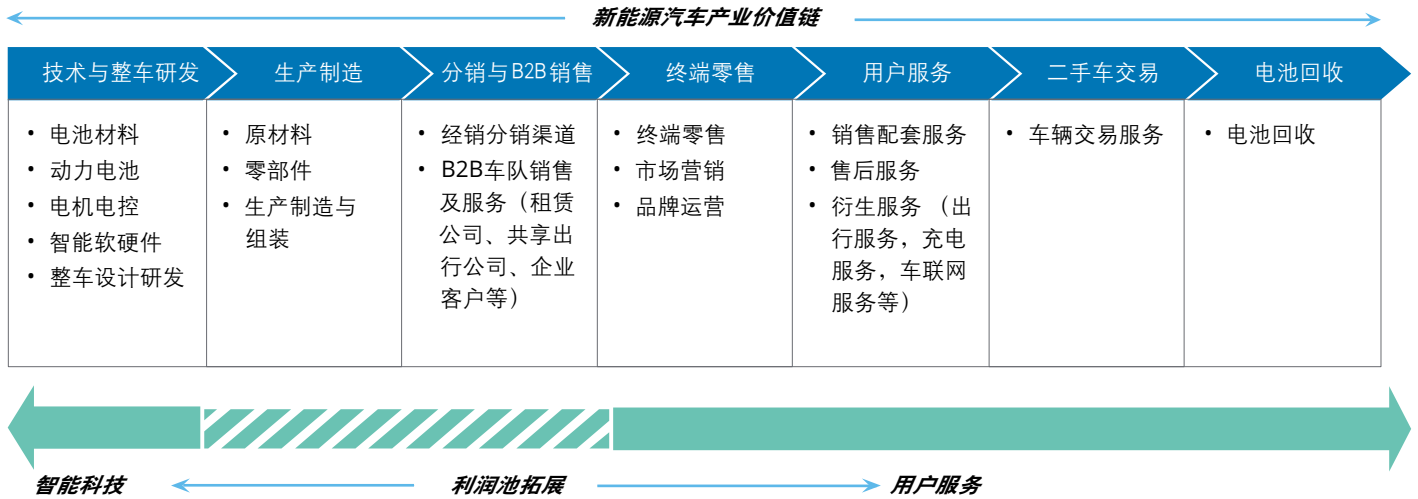 新能源汽车产业价值链
技术与整车研发
生产制造
分销与B2B销售
终端零售
用户服务
二手车交易
电池回收
• 电池材料
• 动力电池
• 电机电控
• 智能软硬件
• 整车设计研发
• 原材料
• 零部件
• 生产制造与
组装
• 经销分销渠道
• B2B车队销售
及服务（租赁
公司、共享出
行公司、企业
客户等）
• 终端零售
• 市场营销
• 品牌运营
• 销售配套服务
• 售后服务
• 衍生服务 （出
行服务，充电
服务，车联网
服务等）
• 车辆交易服务
• 电池回收
智能科技
利润池拓展
用户服务